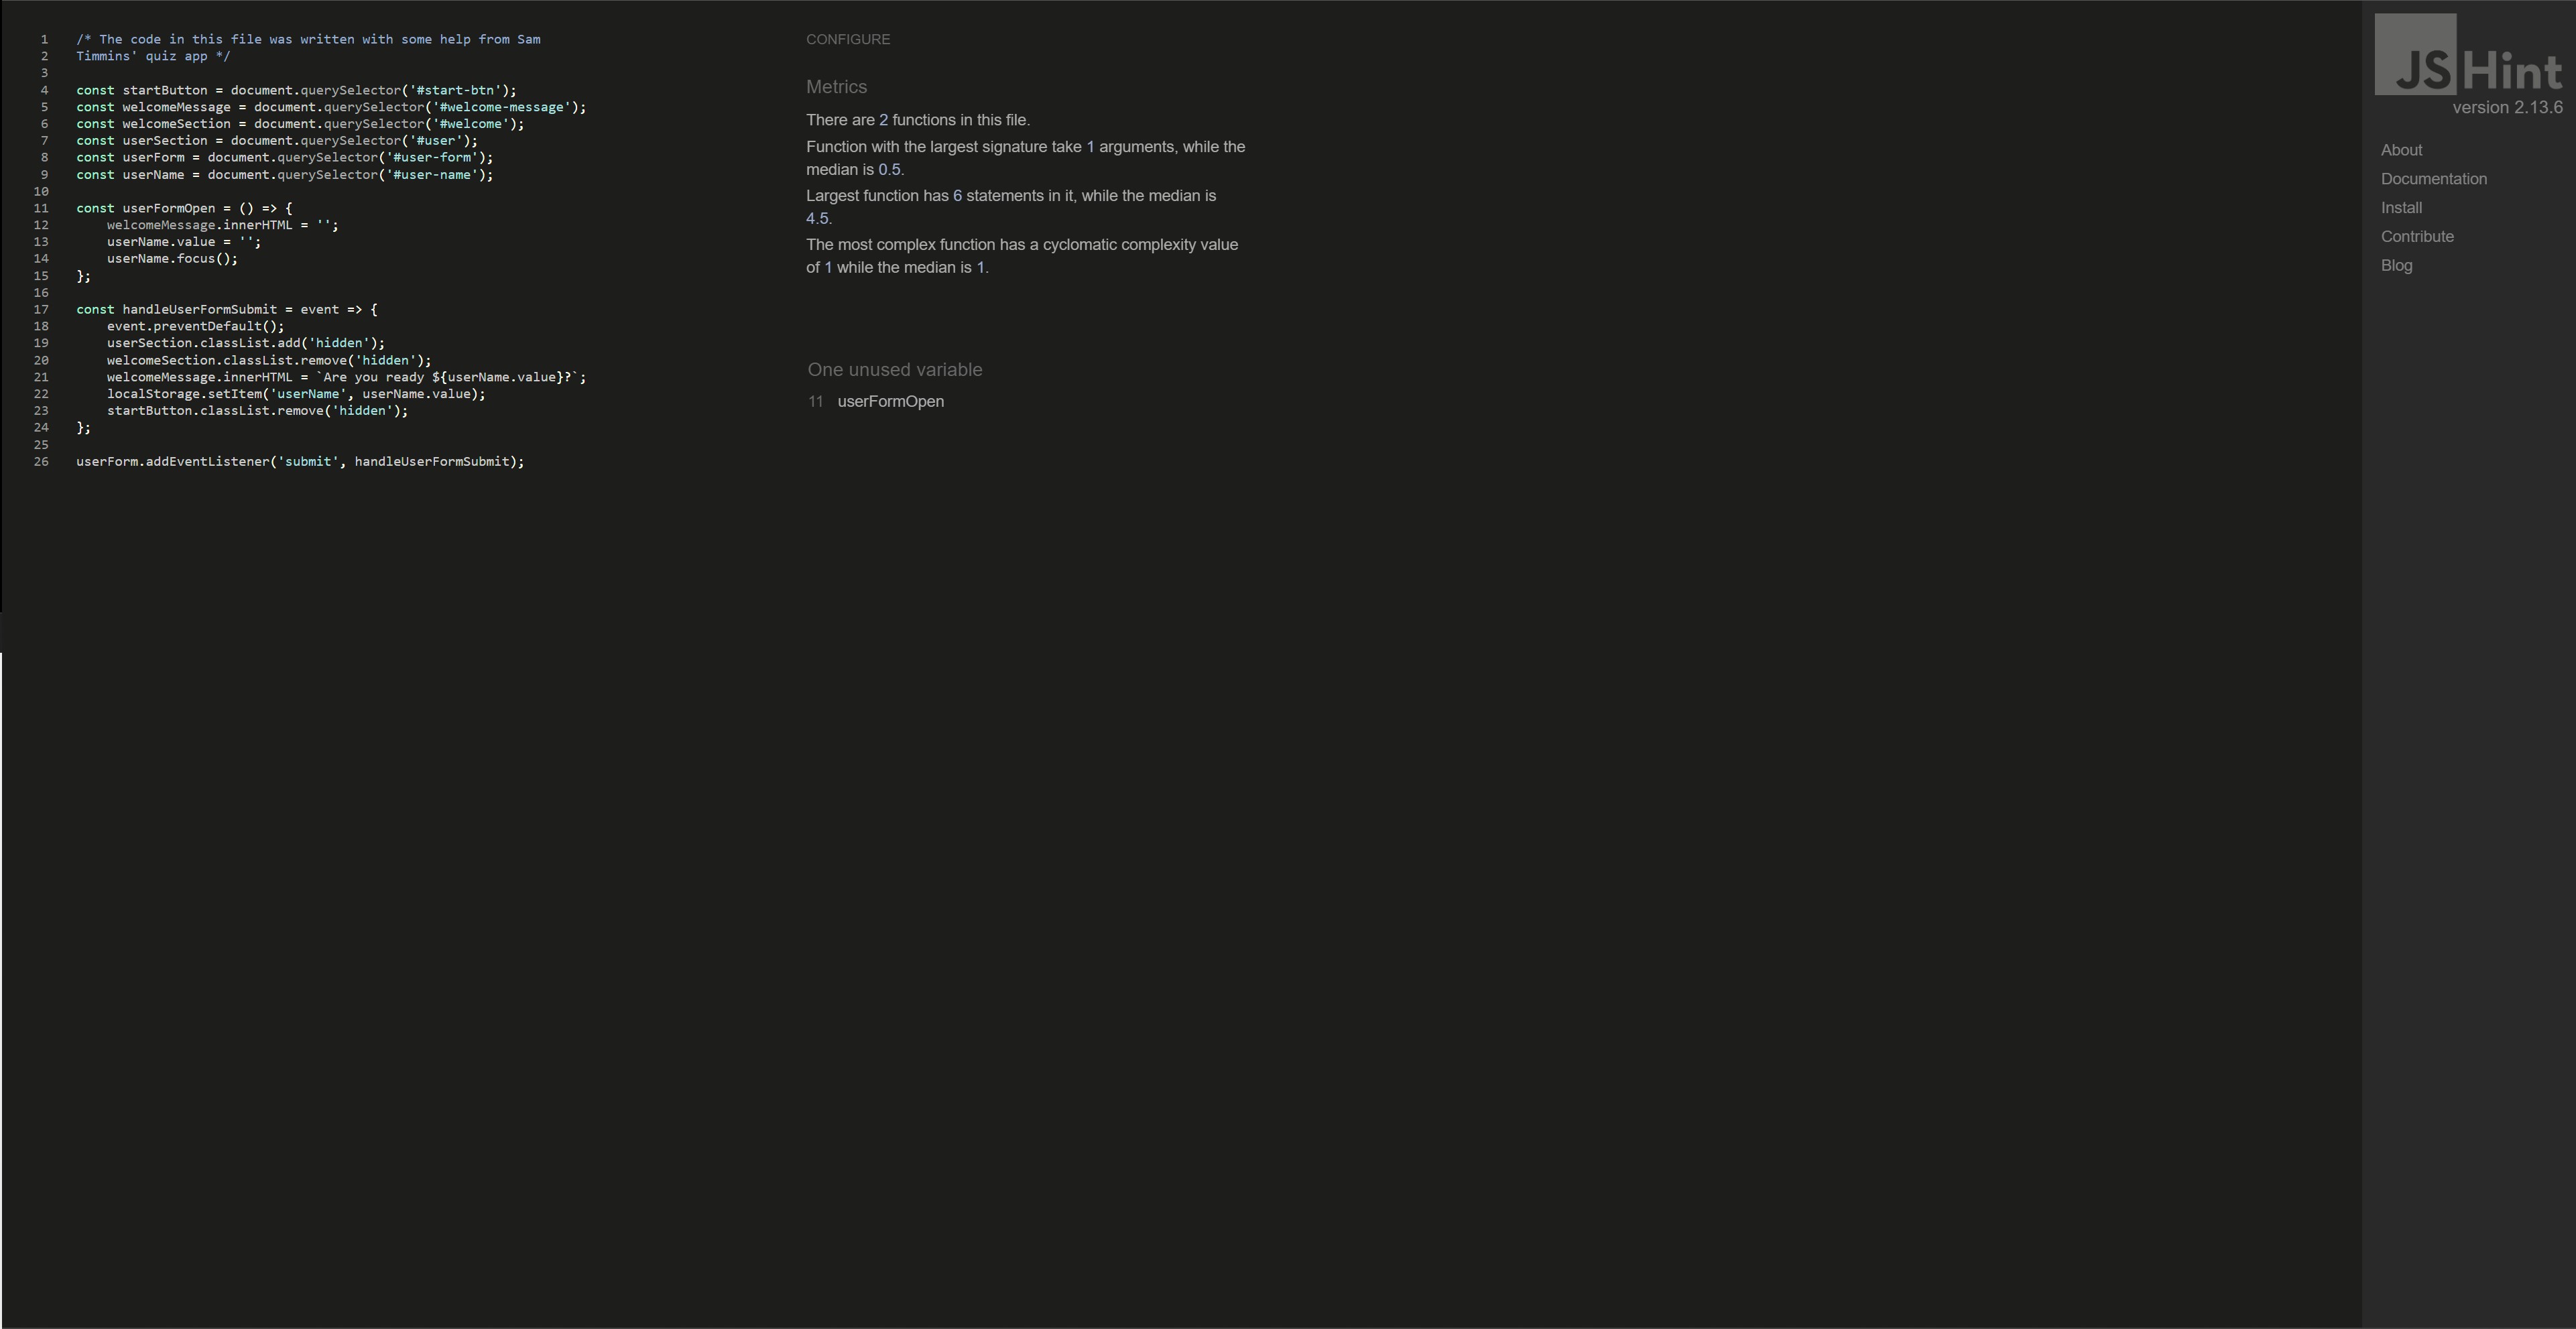 1 /* The code in this file was written with some help from Sam
2 Timmins' quiz app */
3
4 const startButton = document.querySelector('#start-btn');
5 const welcomeMessage = document.querySelector('#welcome-message');
6 const welcomeSection = document.querySelector('#welcome');
7 const userSection = document.querySelector('#user');
8 const userForm = document.querySelector('#user-form');
9 const userName = document.querySelector('#user-name');
10
11 const userFormOpen = () => {
12     welcomeMessage.innerHTML = '';
13     userName.value = '';
14     userName.focus();
15 };
16
17 const handleUserFormSubmit = event => {
18     event.preventDefault();
19     userSection.classList.add('hidden');
20     welcomeSection.classList.remove('hidden');
21     welcomeMessage.innerHTML = `Are you ready ${userName.value}?`;
22     localStorage.setItem('userName', userName.value);
23     startButton.classList.remove('hidden');
24 };
25
26 userForm.addEventListener('submit', handleUserFormSubmit);
CONFIGURE
Metrics
There are 2 functions in this file.
Function with the largest signature take 1 arguments, while the
median is 0.5.
Largest function has 6 statements in it, while the median is
4.5.
The most complex function has a cyclomatic complexity value
of 1 while the median is 1.
One unused variable
11 userFormOpen
JSHint
version 2.13.6
About
Documentation
Install
Contribute
Blog